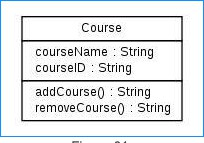 Course
courseName : String
courseID : String
addCourse() : String
removeCourse() : String